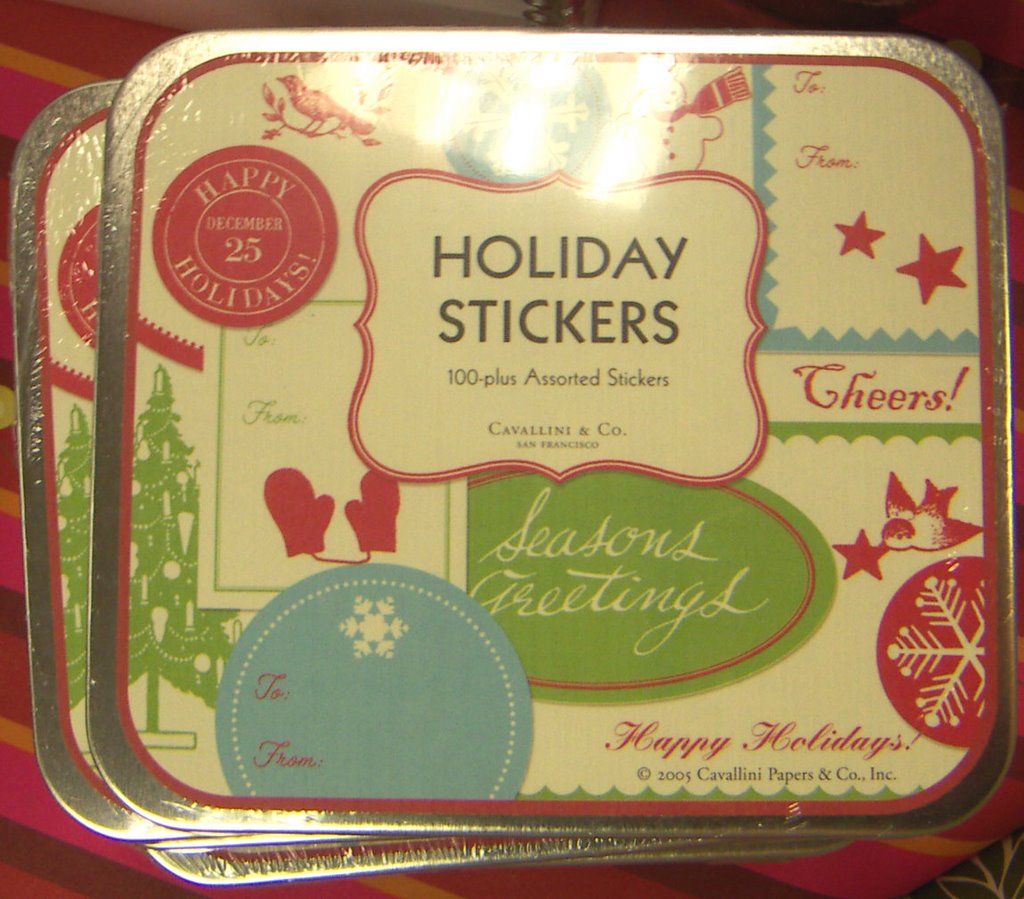 To:
From:
HAPPY
DECEMBER
25
HOLIDAYS!
HOLIDAY
STICKERS
100-plus Assorted Stickers
CAVALLINI & CO.
SAN FRANCISCO
To:
From:
Cheers!
Seasons
Greetings
To:
From:
Happy Holidays!
© 2005 Cavallini Papers & Co., Inc.